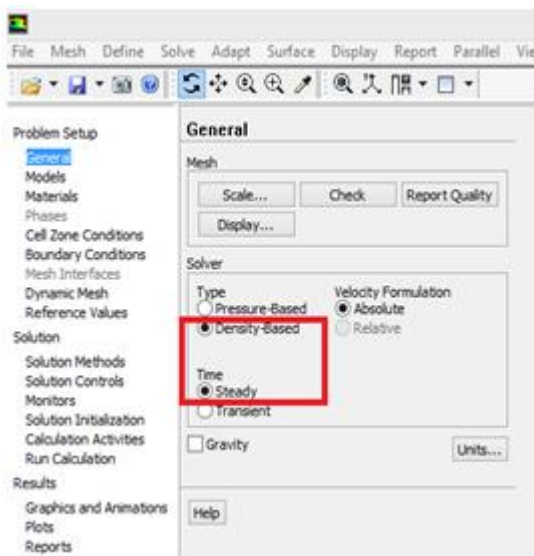 File Mesh Define Solve Adapt Surface Display Report Parallel Vie
Problem Setup
General
Models
Materials
Phases
Cell Zone Conditions
Boundary Conditions
Mesh Interfaces
Dynamic Mesh
Reference Values
Solution
Solution Methods
Solution Controls
Monitors
Solution Initialization
Calculation Activities
Run Calculation
Results
Graphics and Animations
Plots
Reports
General
Mesh
Scale... Check Report Quality
Display...
Solver
Type Velocity Formulation
Pressure-Based Absolute
Density-Based Relative
Time
Steady
Transient
Gravity Units...
Help